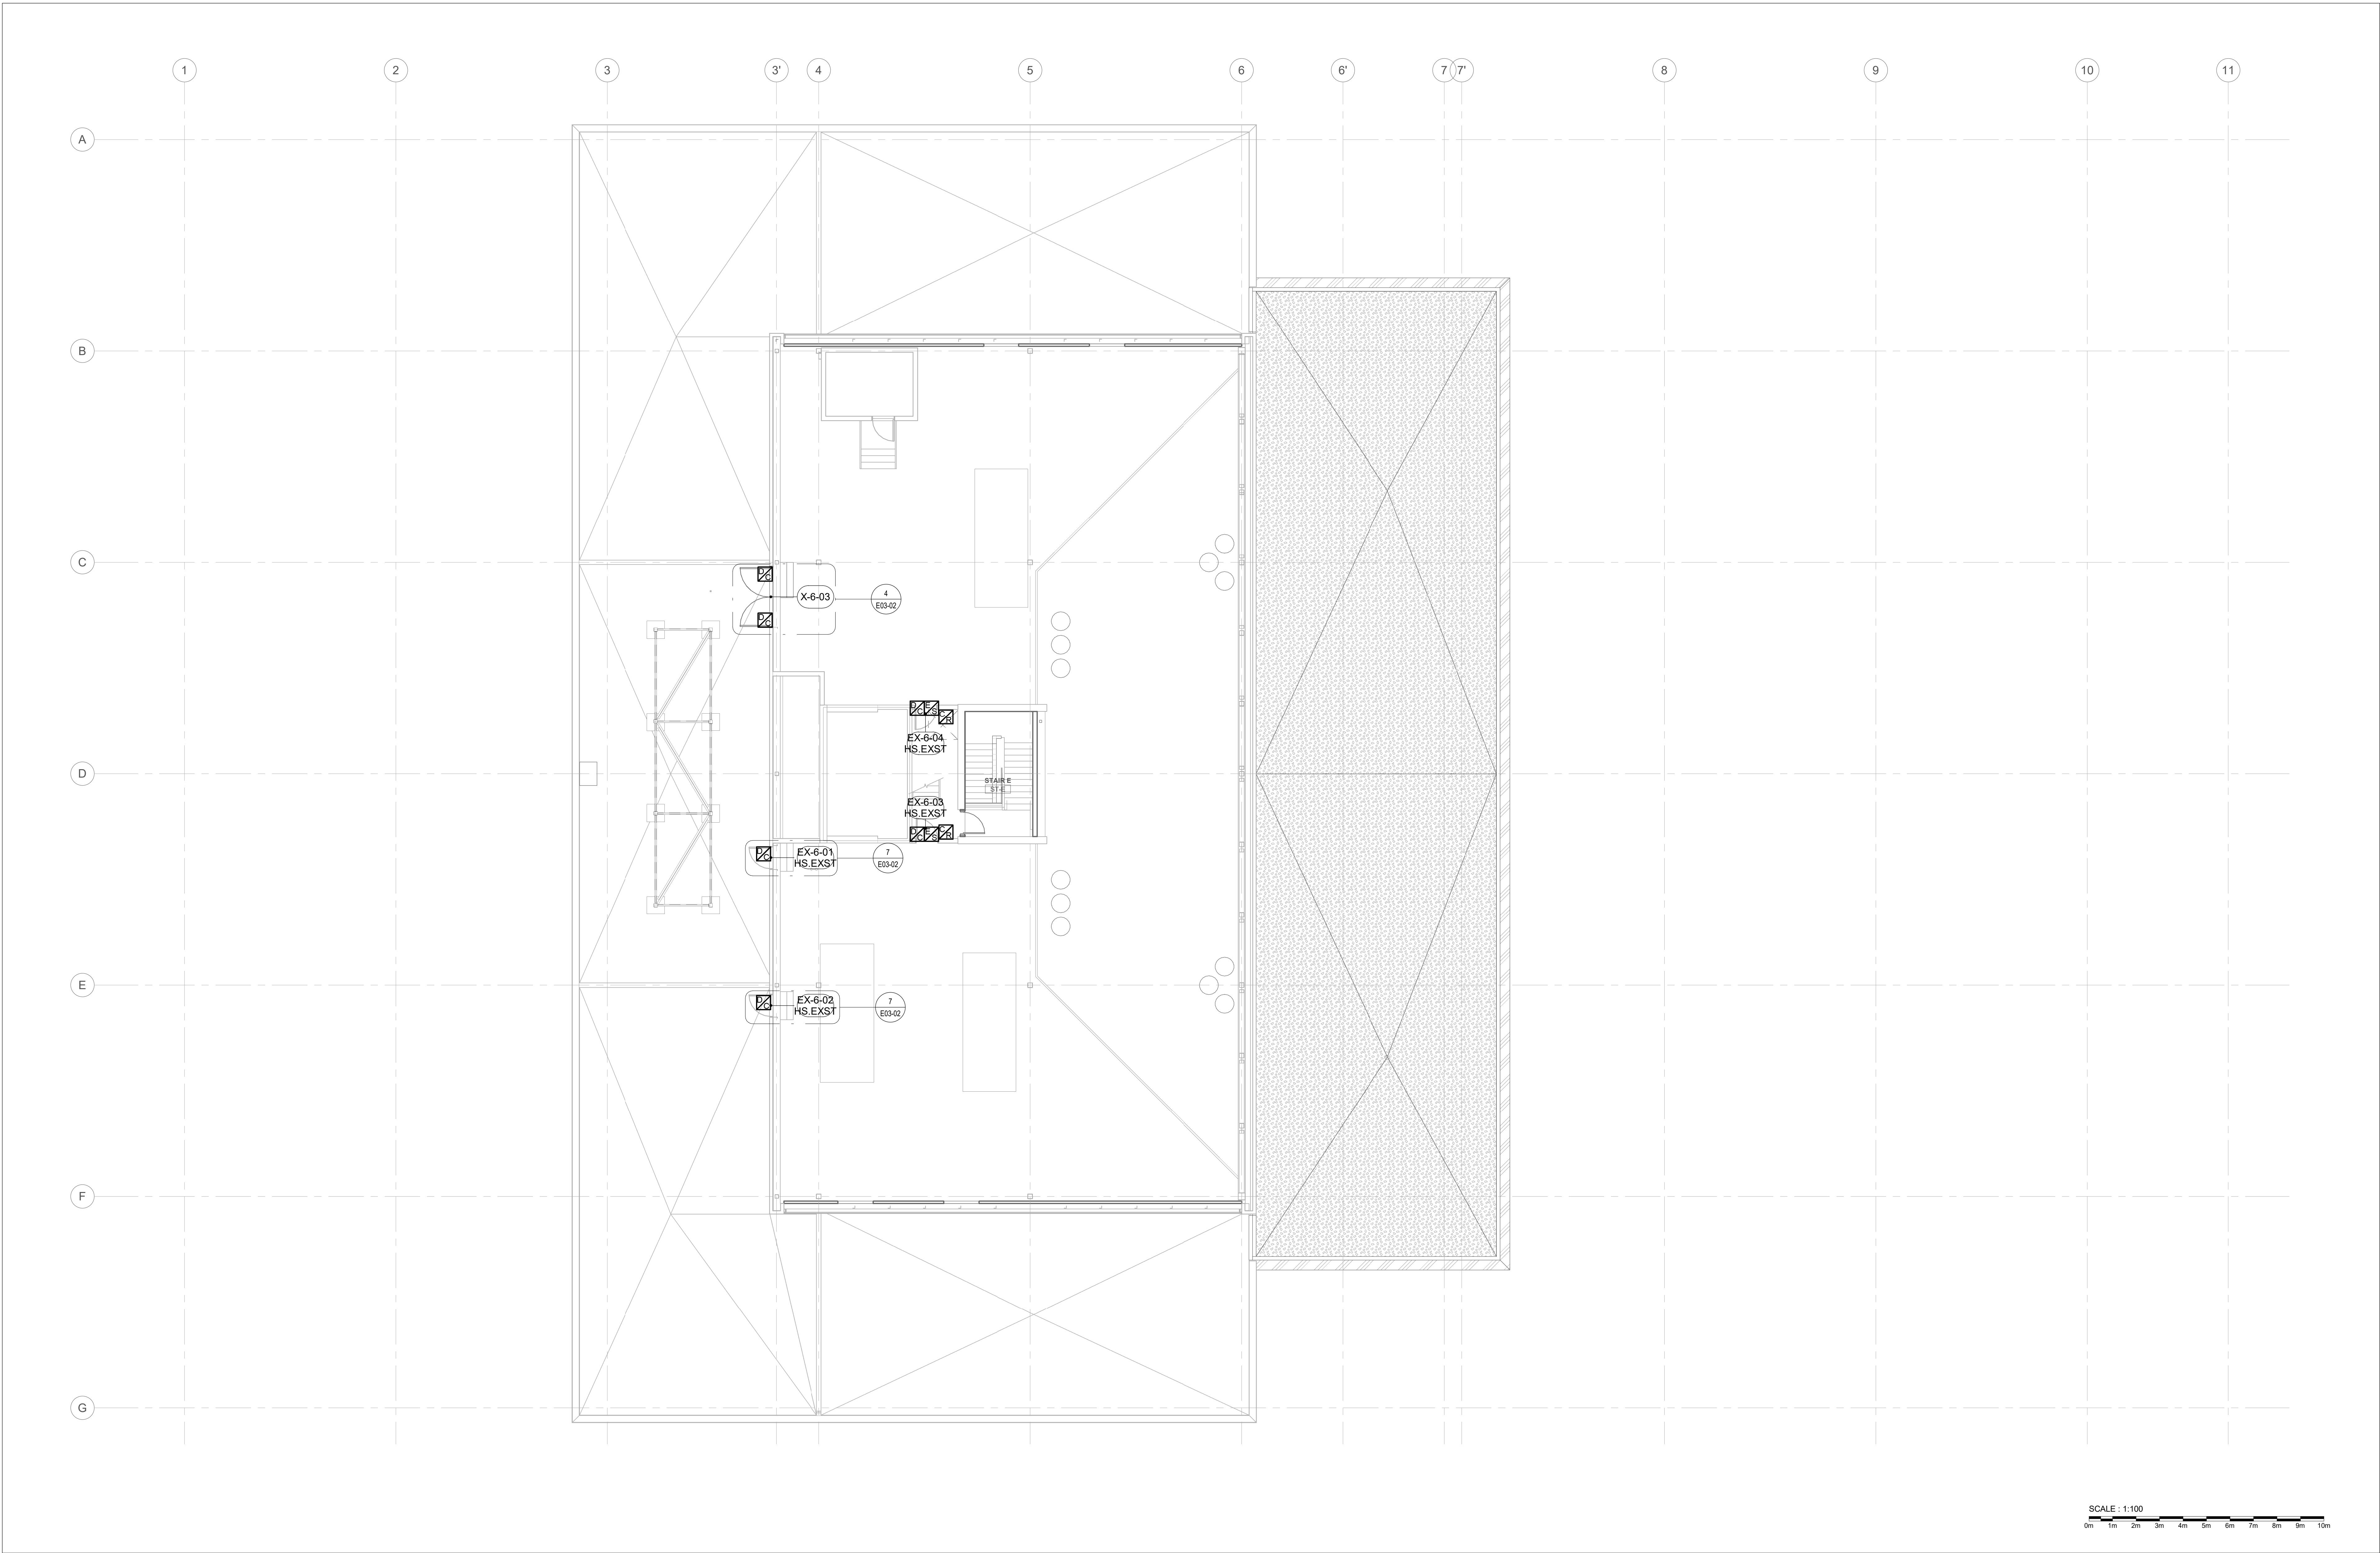 1 2 3 3' 4 5 6 6' 7 7' 8 9 10 11
A
B
C
D C
X-6-03
4
E03-02
D C
D C E S C R
EX-6-04
HS.EXST
D
STAIR E
ST-E
EX-6-03
HS.EXST
D C E S C R
D C
EX-6-01
HS.EXST
7
E03-02
E
D C
EX-6-02
HS.EXST
7
E03-02
F
G
SCALE : 1:100
0m 1m 2m 3m 4m 5m 6m 7m 8m 9m 10m